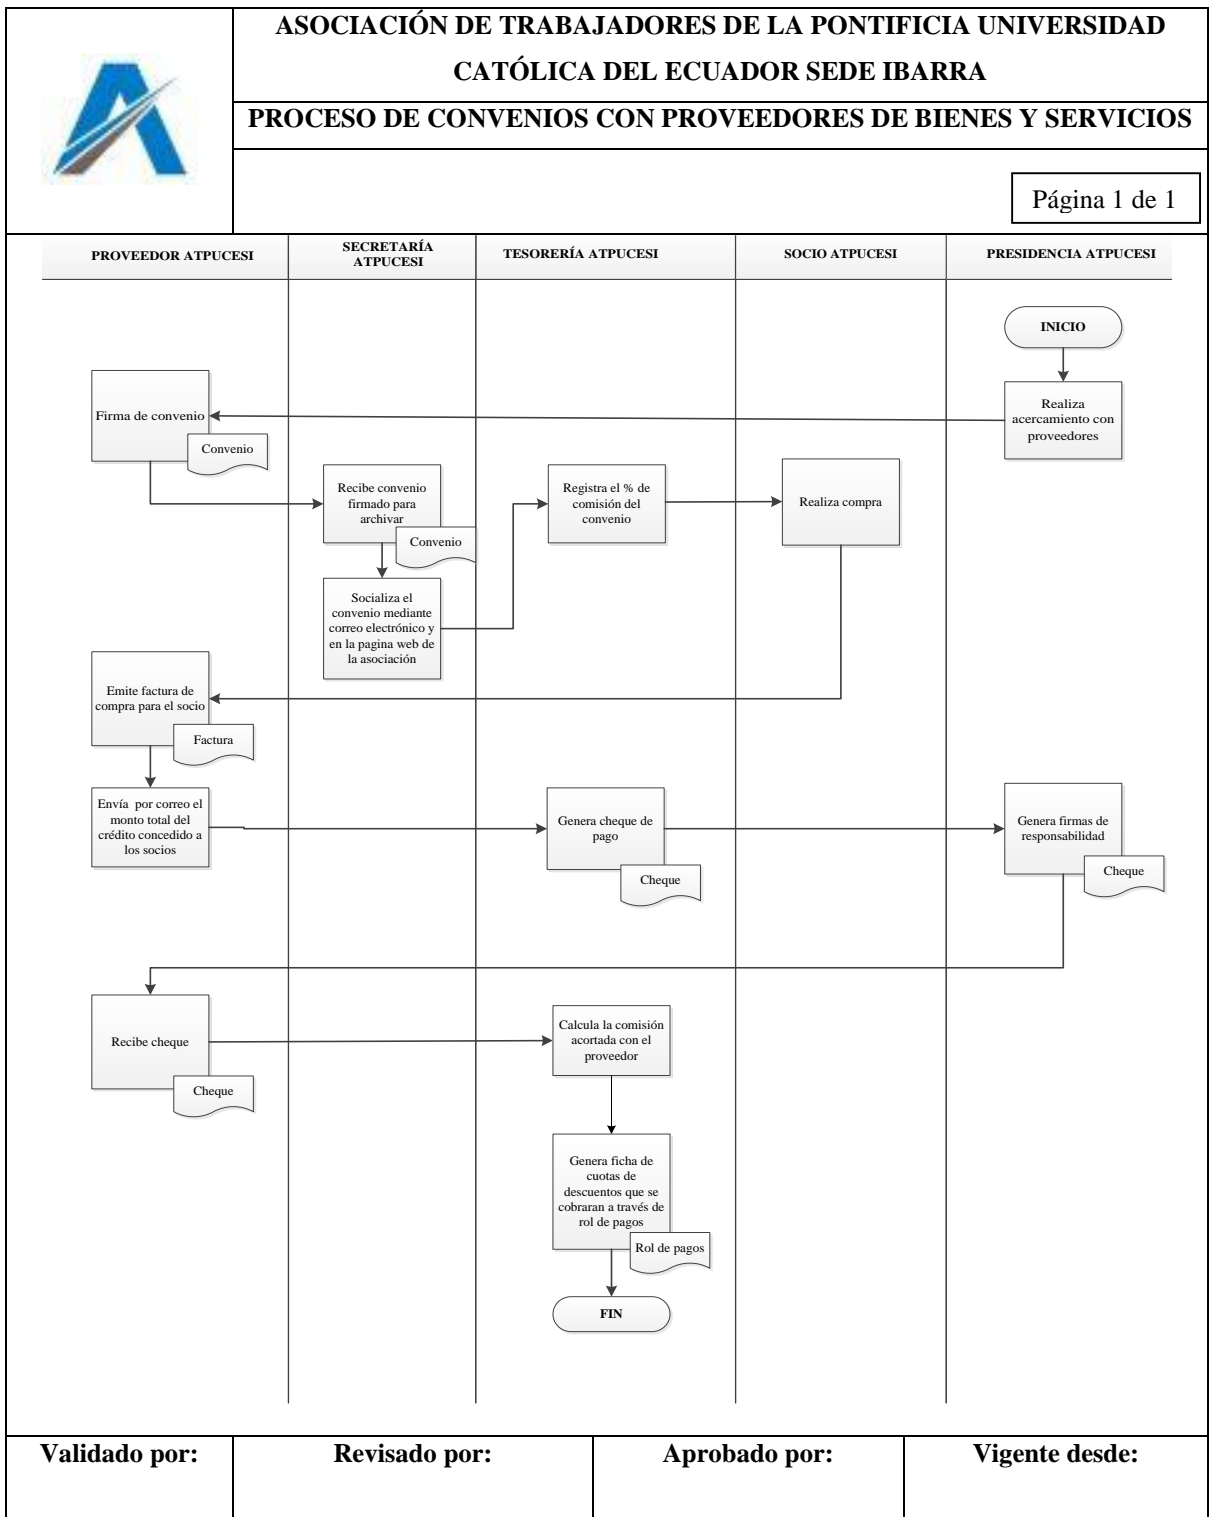 ASOCIACIÓN DE TRABAJADORES DE LA PONTIFICIA UNIVERSIDAD
CATÓLICA DEL ECUADOR SEDE IBARRA
PROCESO DE CONVENIOS CON PROVEEDORES DE BIENES Y SERVICIOS
Página 1 de 1
PROVEEDOR ATPUCESI
SECRETARÍA
ATPUCESI
TESORERÍA ATPUCESI
SOCIO ATPUCESI
PRESIDENCIA ATPUCESI
INICIO
Realiza
acercamiento con
proveedores
Firma de convenio
Convenio
Recibe convenio
firmado para
archivar
Convenio
Socializa el
convenio mediante
correo electrónico y
en la pagina web de
la asociación
Registra el % de
comisión del
convenio
Realiza compra
Emite factura de
compra para el socio
Factura
Envía por correo el
monto total del
crédito concedido a
los socios
Genera cheque de
pago
Cheque
Genera firmas de
responsabilidad
Cheque
Recibe cheque
Cheque
Calcula la comisión
acortada con el
proveedor
Genera ficha de
cuotas de
descuentos que se
cobraran a través de
rol de pagos
Rol de pagos
FIN
Validado por:
Revisado por:
Aprobado por:
Vigente desde: